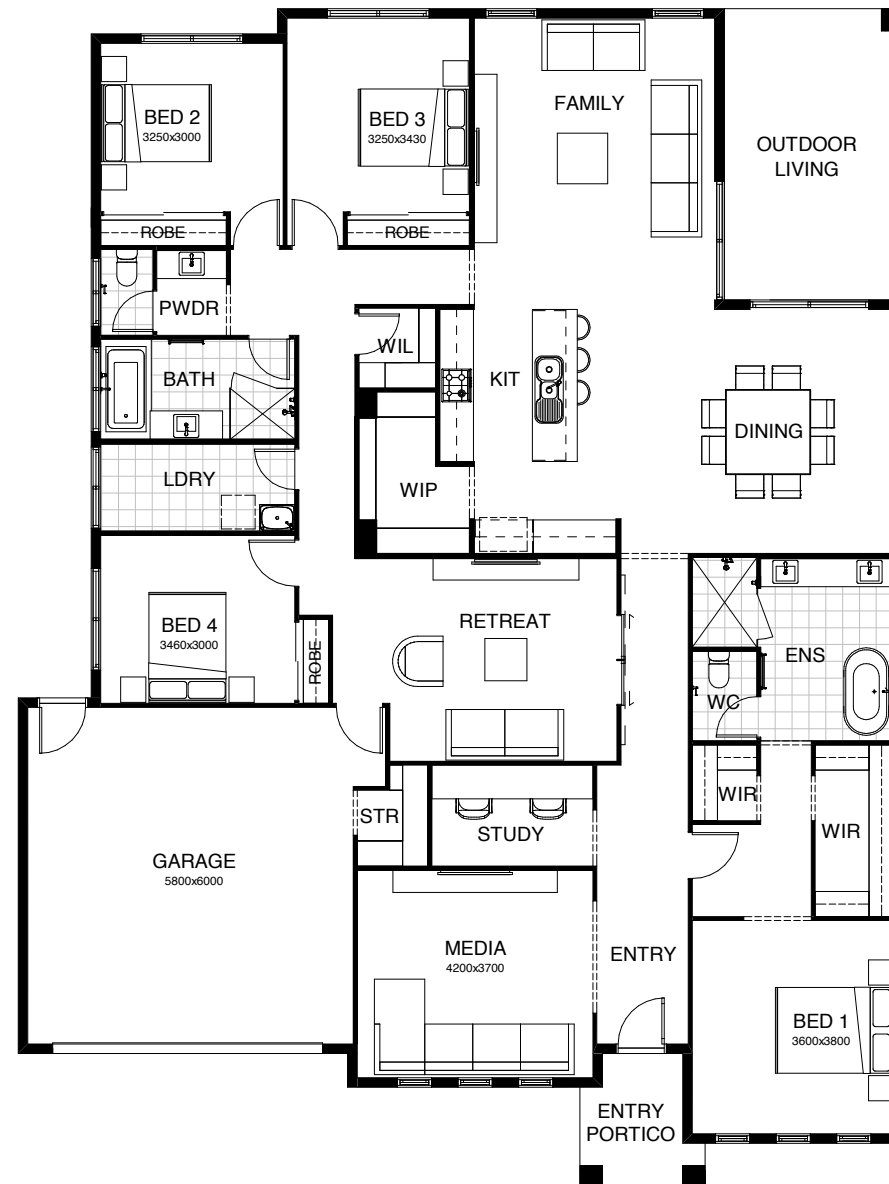 FAMILY
BED 2
3250x3000
BED 3
3250x3430
OUTDOOR
LIVING
ROBE
ROBE
PWDR
WIL
BATH
KIT
DINING
LDRY
WIP
BED 4
3460x3000
ROBE
RETREAT
ENS
WC
WIR
WIR
STR
STUDY
GARAGE
5800x6000
MEDIA
4200x3700
ENTRY
BED 1
3600x3800
ENTRY
PORTICO